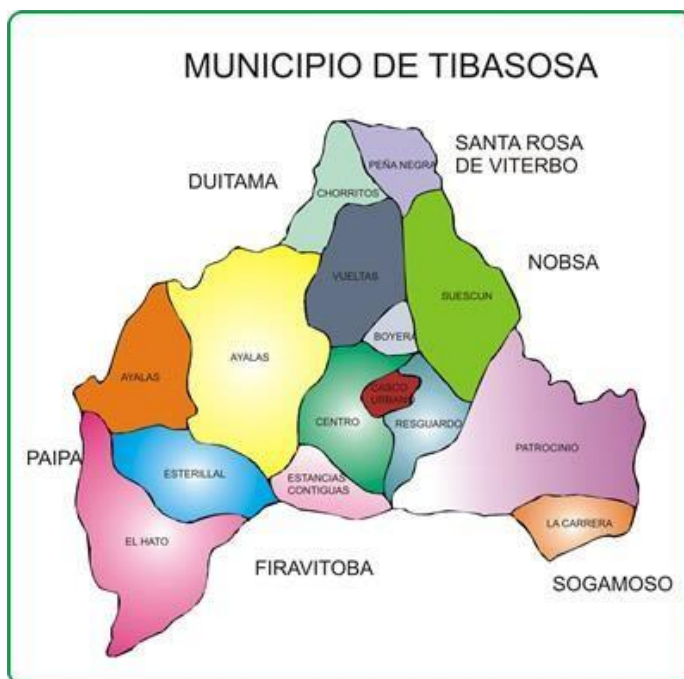 MUNICIPIO DE TIBASOSA
SANTA ROSA
DE VITERBO
PEÑA NEGRA
DUITAMA
CHORRITOS
NOBSA
VUELTAS
SUESCUN
BOYERA
AYALAS
AYALAS
CASCO
URBANO
CENTRO
RESGUARDO
PATROCINIO
PAIPA
ESTERILLAL
ESTANCIAS
CONTIGUAS
LA CARRERA
EL HATO
FIRAVITOBA
SOGAMOSO